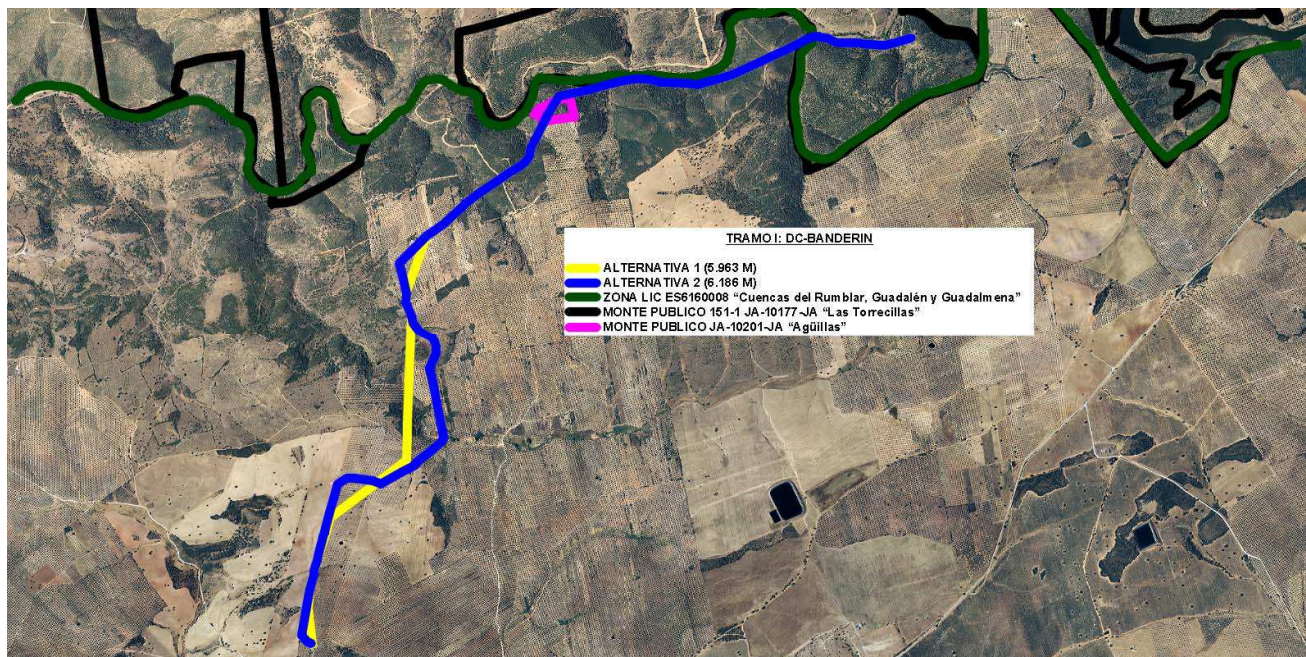 TRAMO I: DC-BANDERIN
ALTERNATIVA 1 (5.963 M)
ALTERNATIVA 2 (6.186 M)
ZONA LIC ES6160008 "Cuencas del Rumblar, Guadalén y Guadalmena"
MONTE PUBLICO 151-1 JA-10177-JA "Las Torrecillas"
MONTE PUBLICO JA-10201-JA "Agüillas"